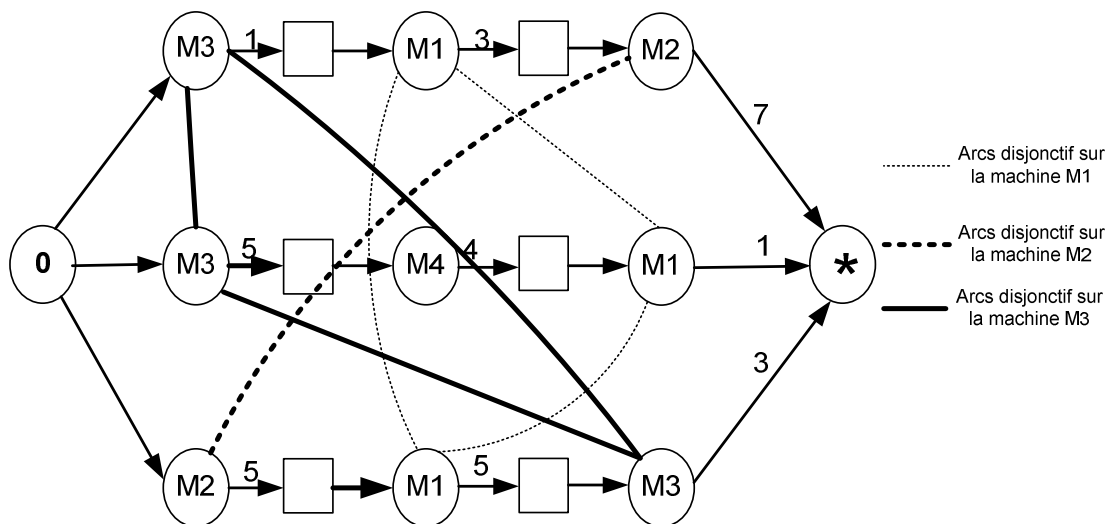 M3 1 M1 3 M2
7
Arcs disjonctif sur
la machine M1
0 M3 5 M4 4 M1 1 *
Arcs disjonctif sur
la machine M2
Arcs disjonctif sur
la machine M3
3
M2 5 M1 5 M3